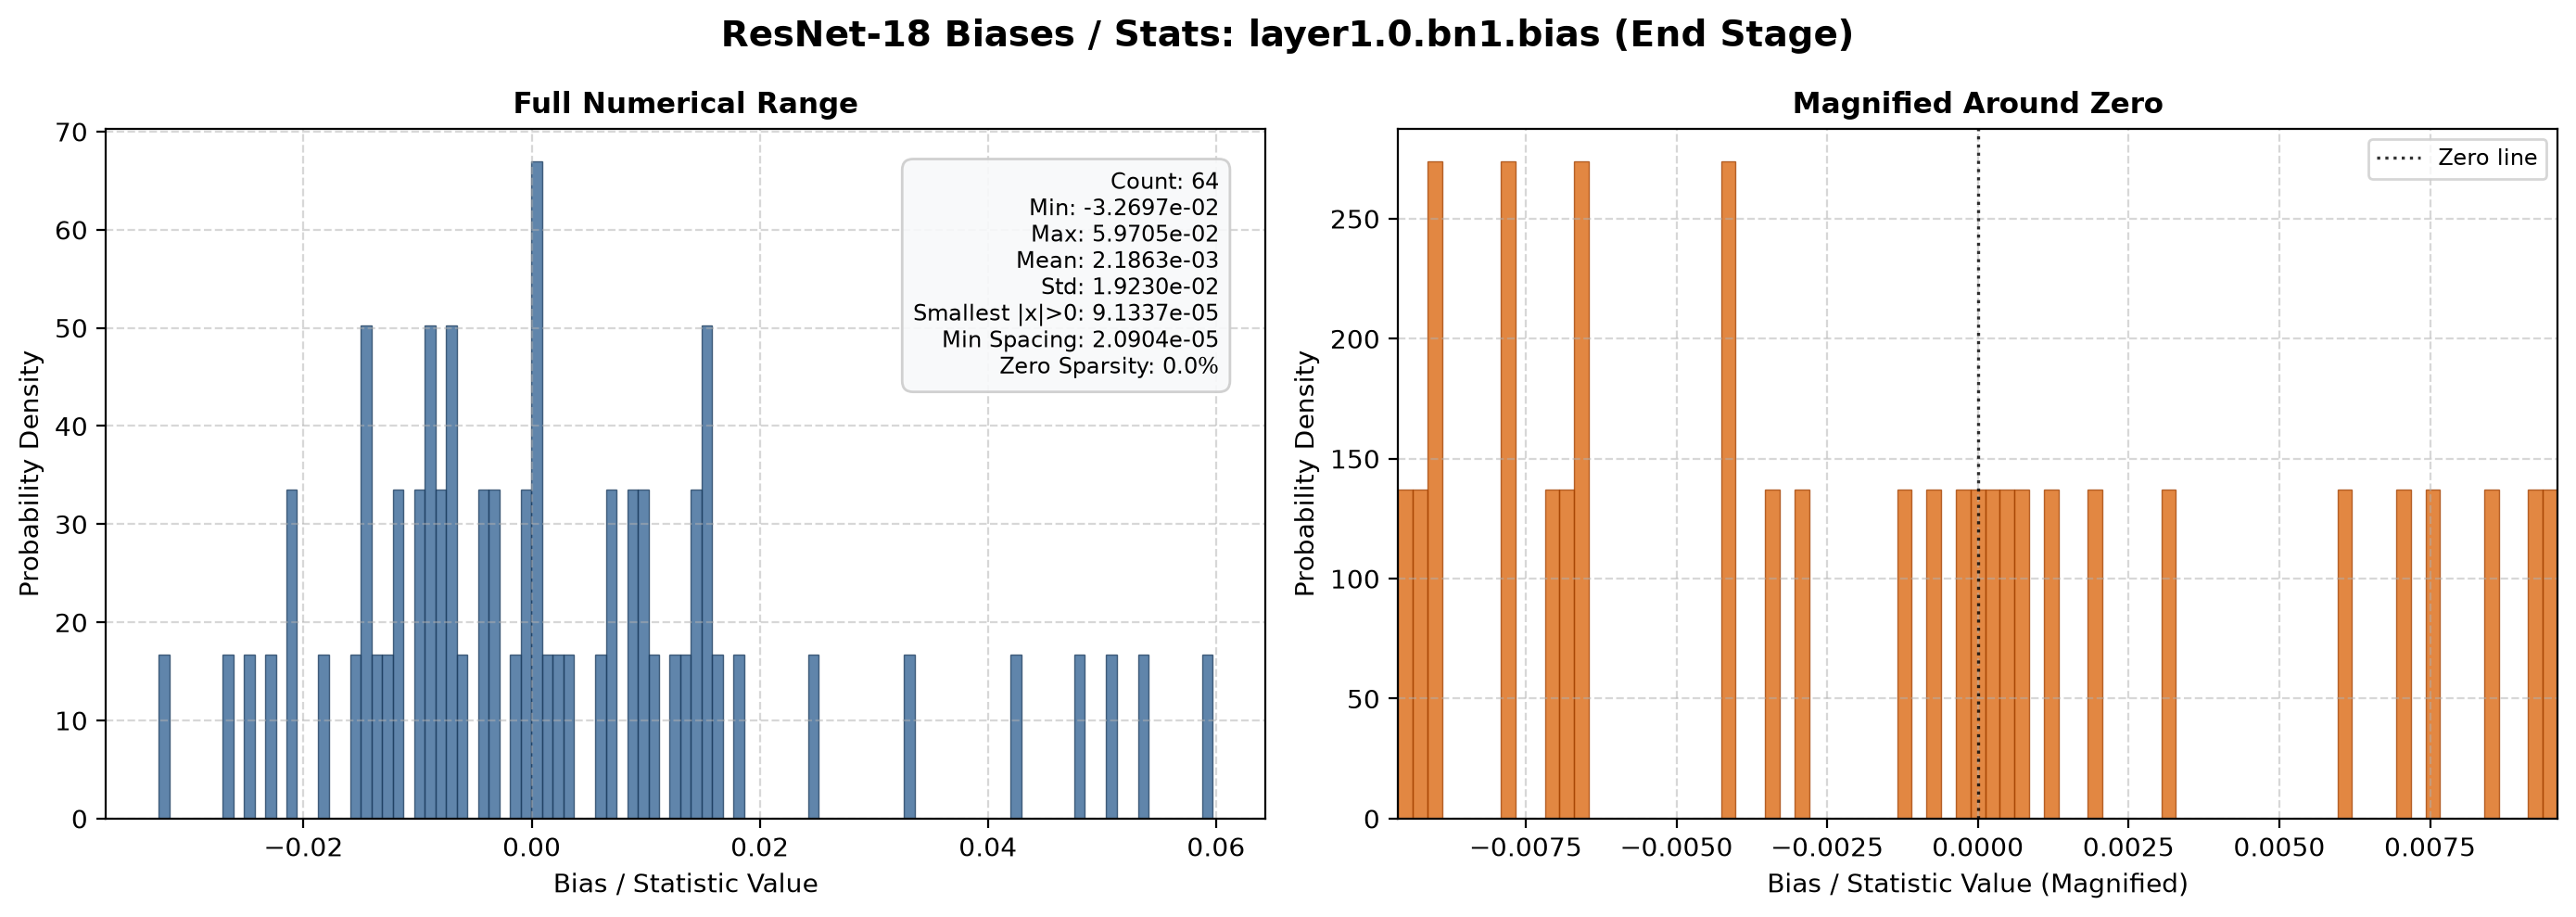 ResNet-18 Biases / Stats: layer1.0.bn1.bias (End Stage)
Full Numerical Range
70
60
50
40
30
20
10
0
Probability Density
Count: 64
Min: -3.2697e-02
Max: 5.9705e-02
Mean: 2.1863e-03
Std: 1.9230e-02
Smallest |x|>0: 9.1337e-05
Min Spacing: 2.0904e-05
Zero Sparsity: 0.0%
−0.02 0.00 0.02 0.04 0.06
Bias / Statistic Value
Magnified Around Zero
Zero line
250
200
150
100
50
0
Probability Density
−0.0075 −0.0050 −0.0025 0.0000 0.0025 0.0050 0.0075
Bias / Statistic Value (Magnified)